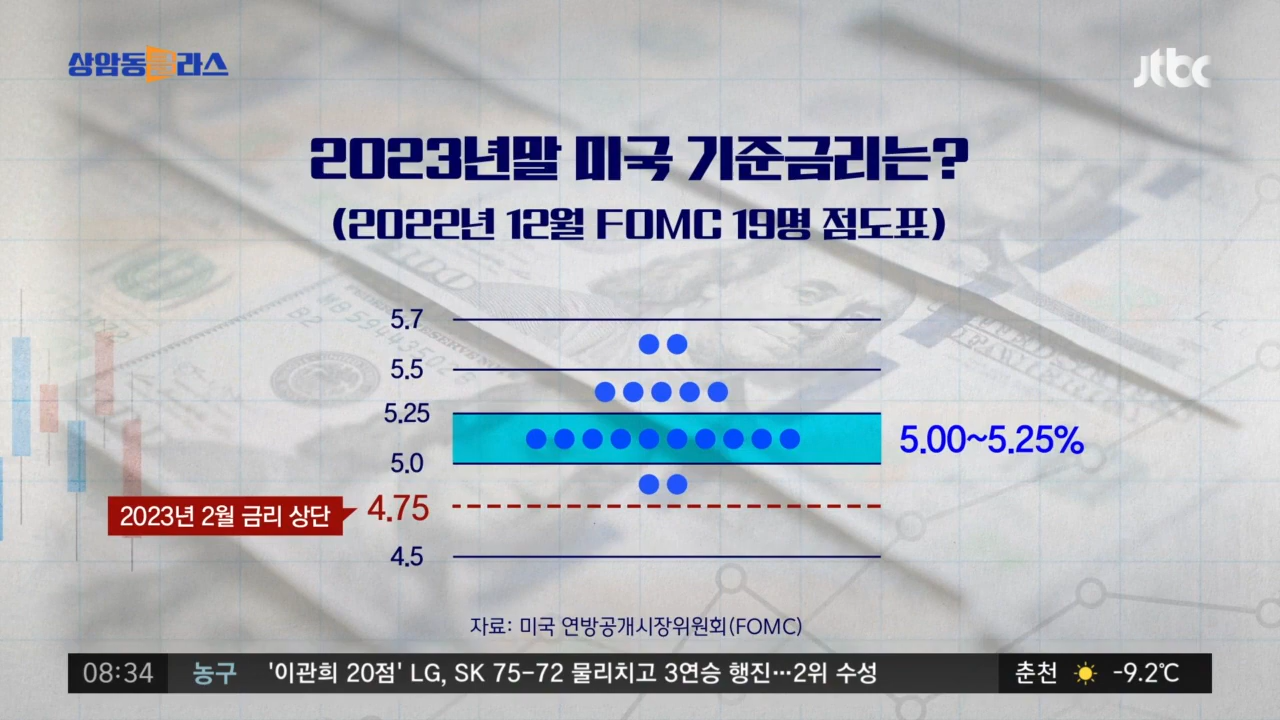 상암동클라스
jtbc
2023년말 미국 기준금리는?
(2022년 12월 FOMC 19명 점도표)
5.7
5.5
5.25
5.00~5.25%
5.0
2023년 2월 금리 상단
4.75
4.5
자료: 미국 연방공개시장위원회(FOMC)
08:34 농구 '이관희 20점' LG, SK 75-72 물리치고 3연승 행진…2위 수성 춘천 -9.2℃